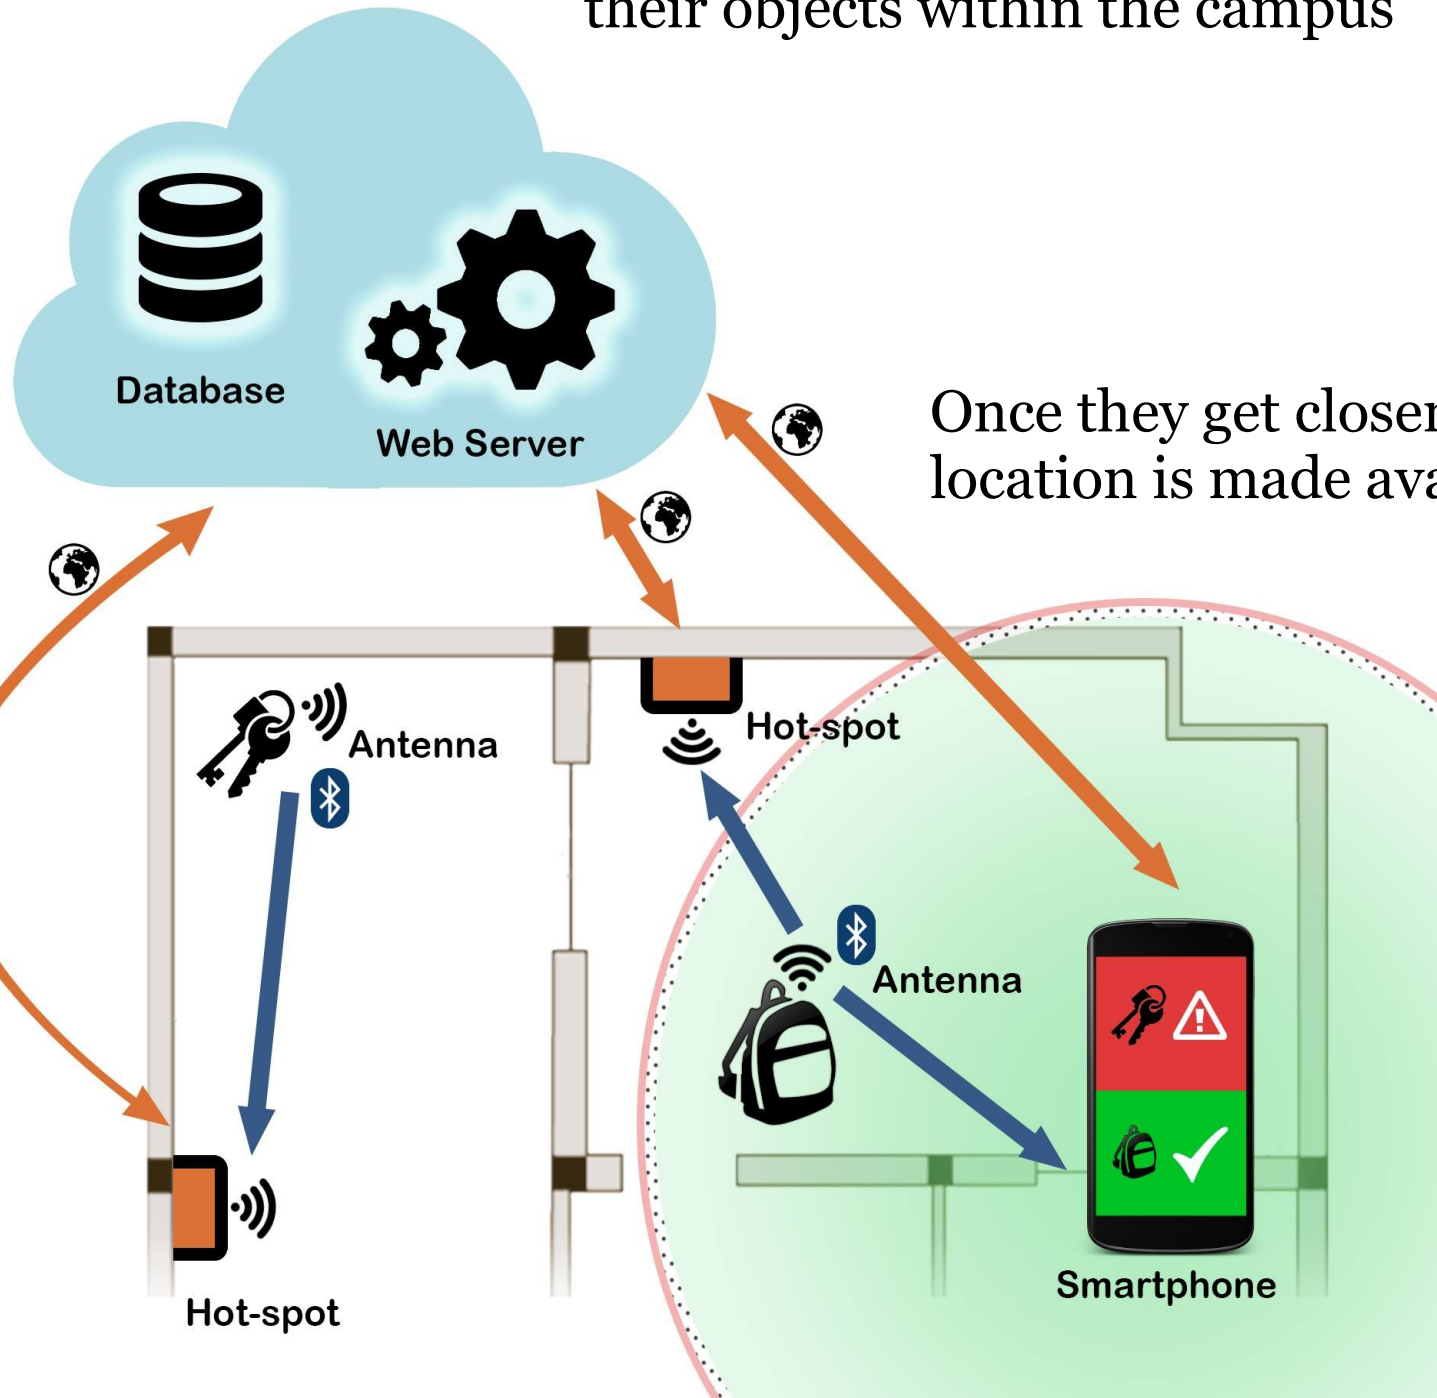 their objects within the campus
Database
Web Server
Once they get closer
location is made
Antenna
Hot-spot
Antenna
Smartphone
Hot-spot